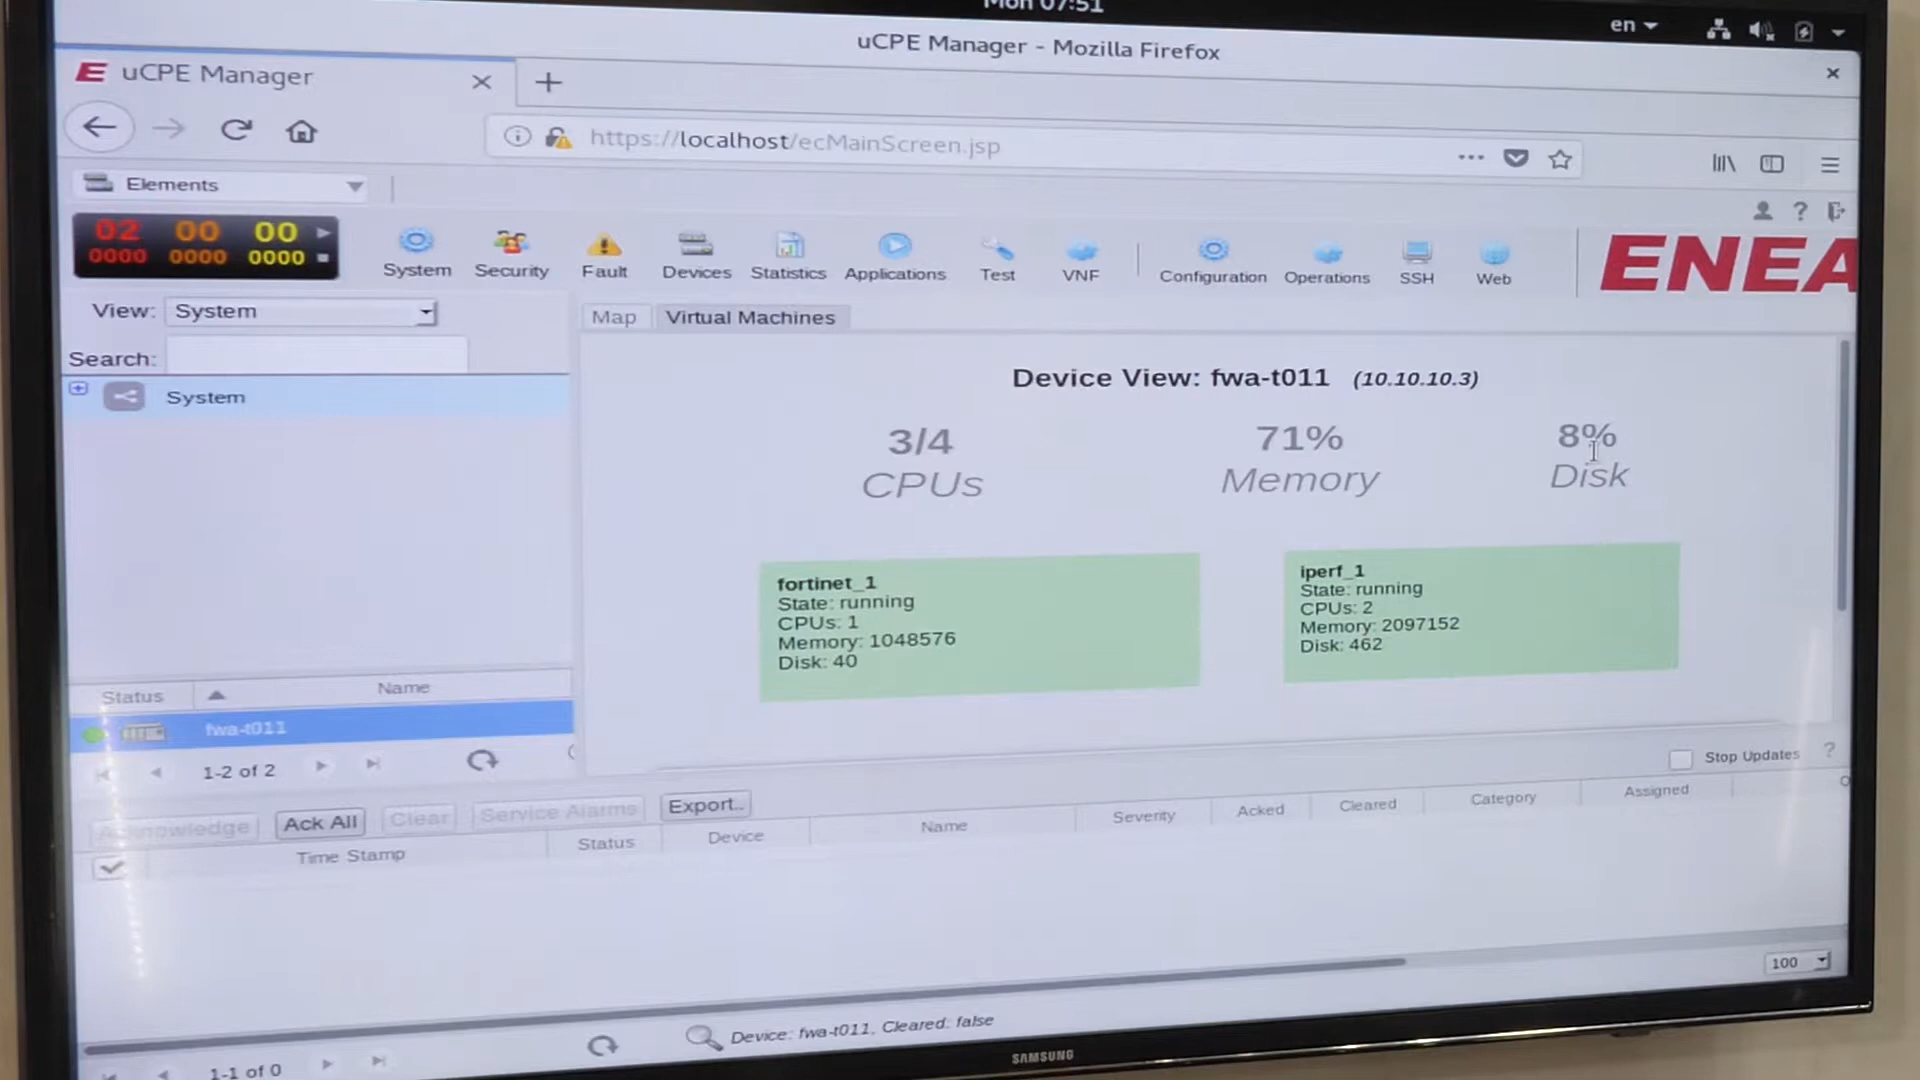 Mon 07:51
en
uCPE Manager - Mozilla Firefox
uCPE Manager
https://localhost/ecMainScreen.jsp
Elements
02 00 00
0000 0000 0000
System
Security
Fault
Devices
Statistics
Applications
Test
VNF
Configuration
Operations
SSH
Web
ENEA
View: System
Search:
System
Map
Virtual Machines
Device View: fwa-t011 (10.10.10.3)
3/4
CPUs
71%
Memory
8%
Disk
fortinet_1
State: running
CPUs: 1
Memory: 1048576
Disk: 40
iperf_1
State: running
CPUs: 2
Memory: 2097152
Disk: 462
Status
Name
fwa-t011
1-2 of 2
Stop Updates
Acknowledge
Ack All
Clear
Service Alarms
Export..
Time Stamp
Status
Device
Name
Severity
Acked
Cleared
Category
Assigned
100
Device: fwa-t011, Cleared: false
1-1 of 0
SAMSUNG